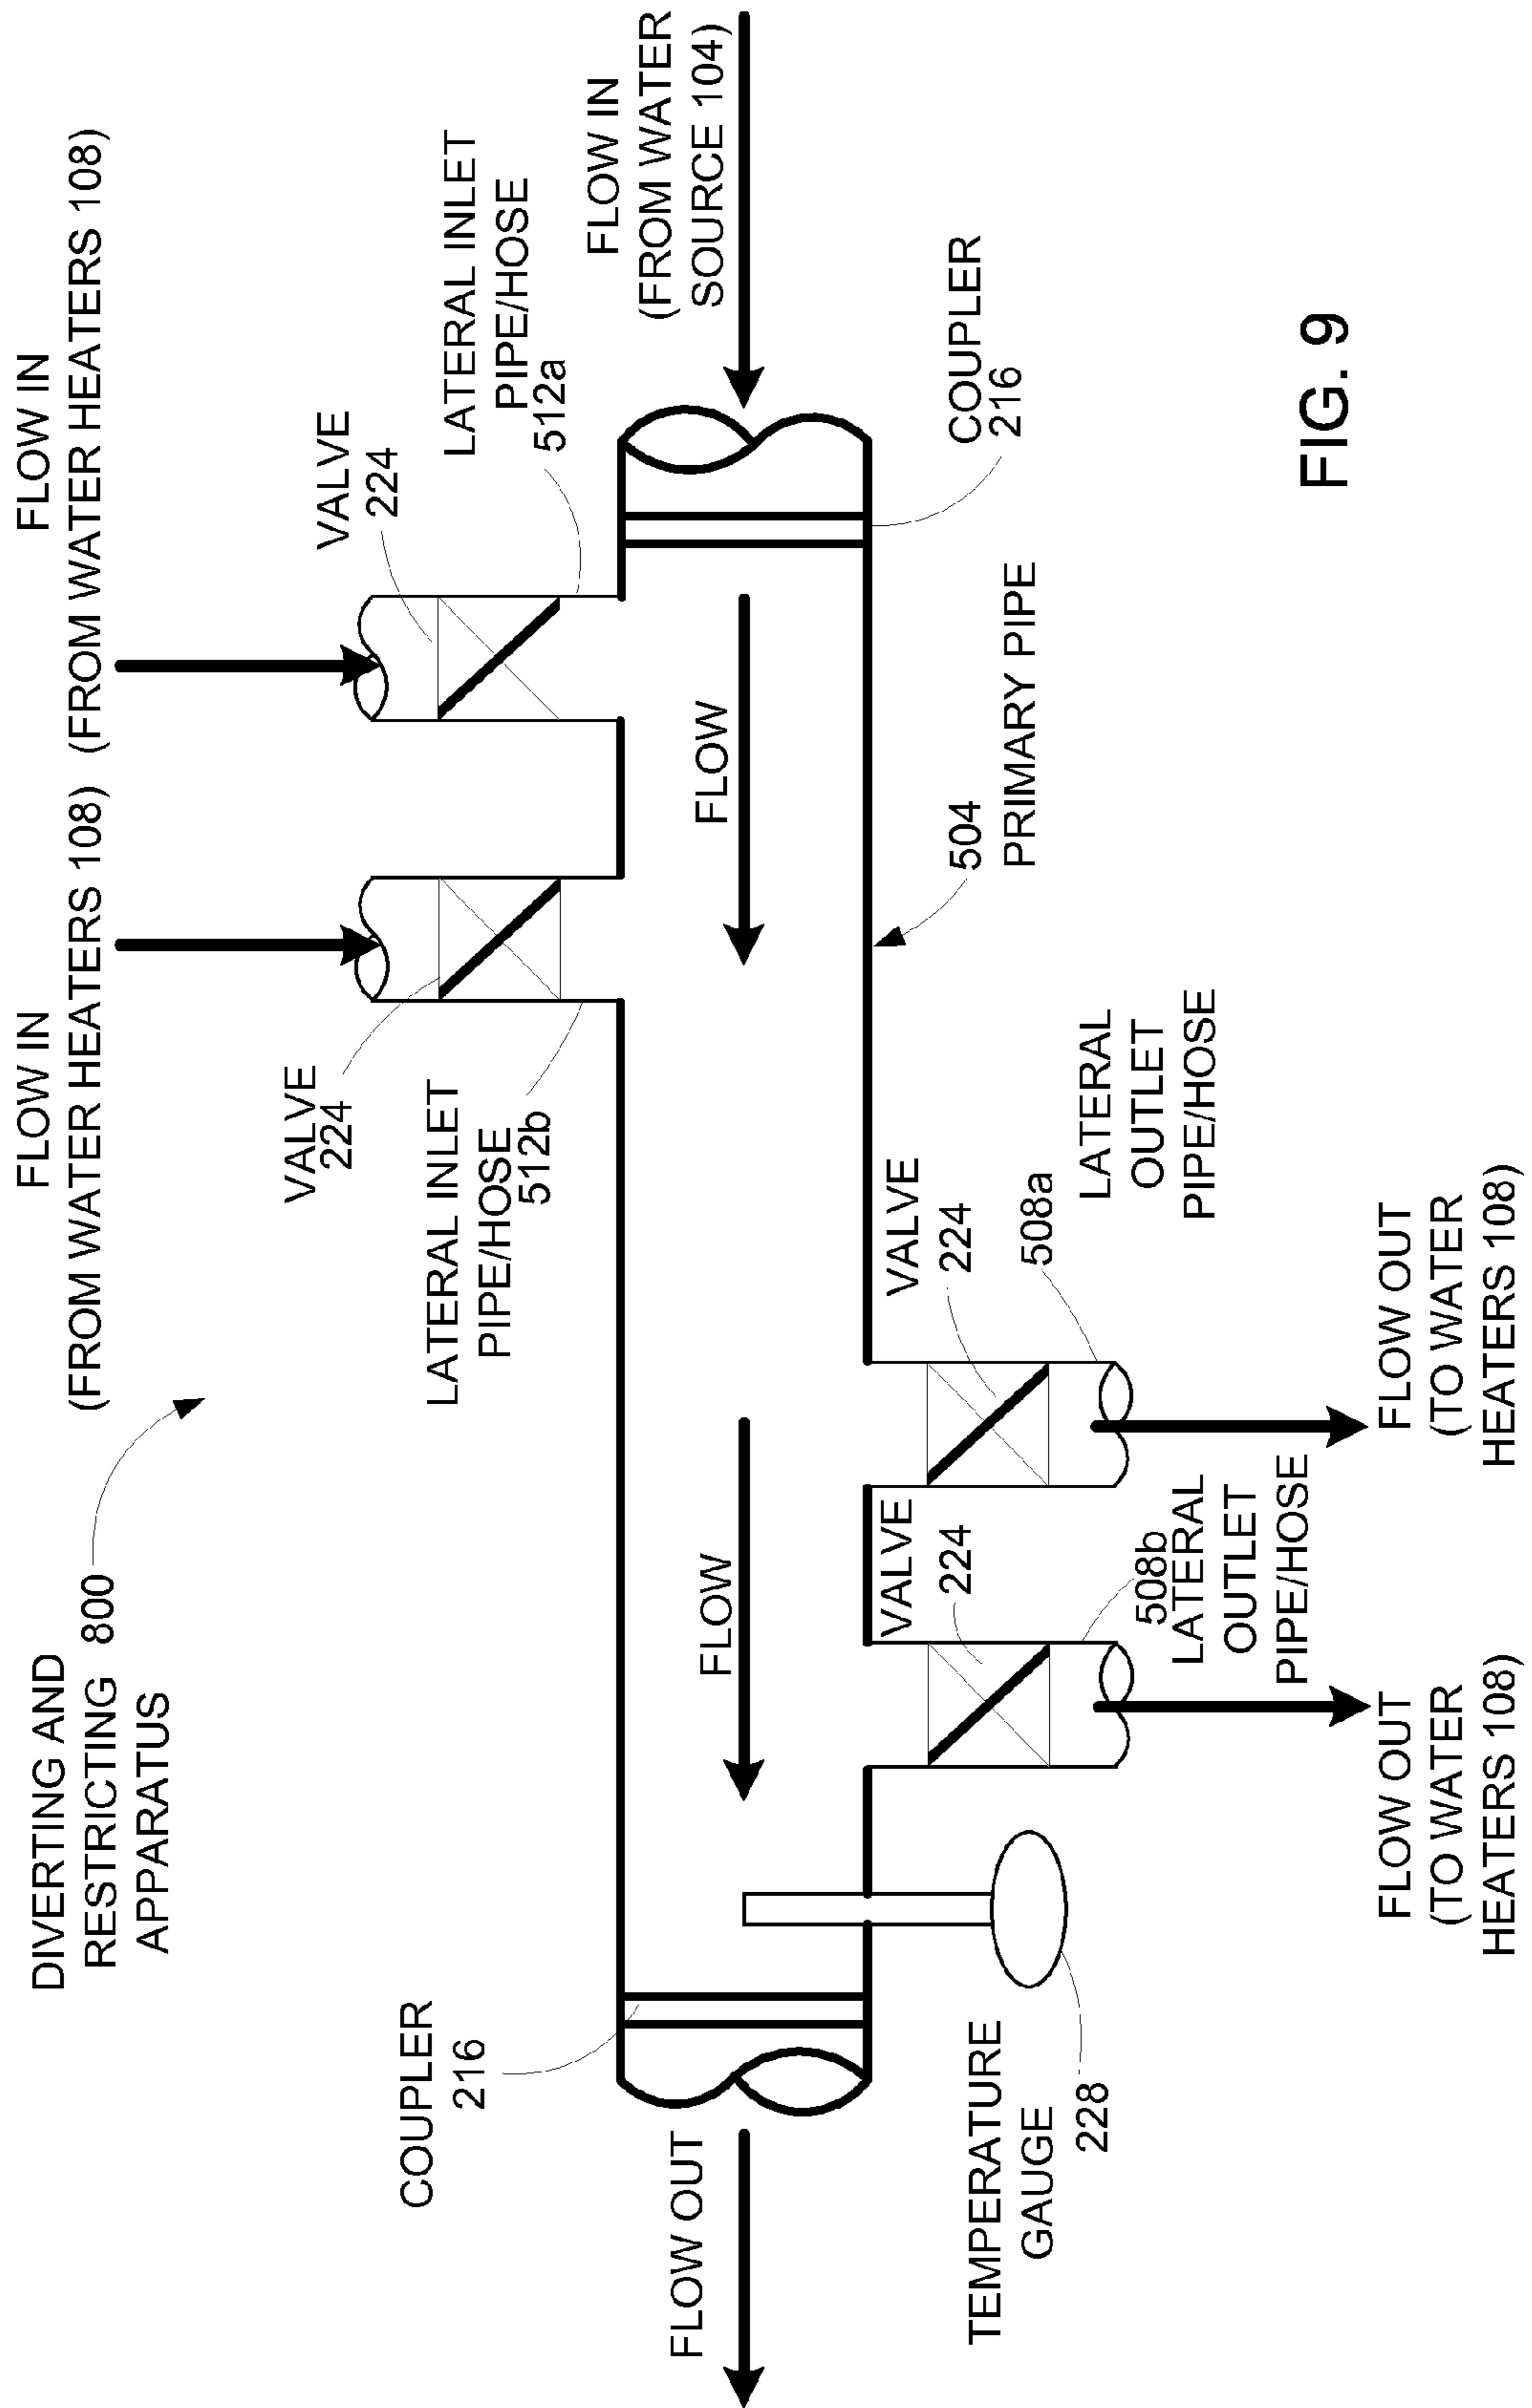 DIVERTING AND
RESTRICTING 800
APPARATUS
FLOW IN
(FROM WATER HEATERS 108)
FLOW IN
(FROM WATER HEATERS 108)
VALVE
224
LATERAL INLET
PIPE/HOSE
512b
VALVE
224
LATERAL INLET
PIPE/HOSE
512a
FLOW IN
(FROM WATER
SOURCE 104)
COUPLER
216
FLOW OUT
FLOW
FLOW
COUPLER
216
504
PRIMARY PIPE
TEMPERATURE
GAUGE
228
VALVE
224
508b
LATERAL
OUTLET
PIPE/HOSE
VALVE
224
508a
LATERAL
OUTLET
PIPE/HOSE
FLOW OUT
(TO WATER
HEATERS 108)
FLOW OUT
(TO WATER
HEATERS 108)
FIG. 9